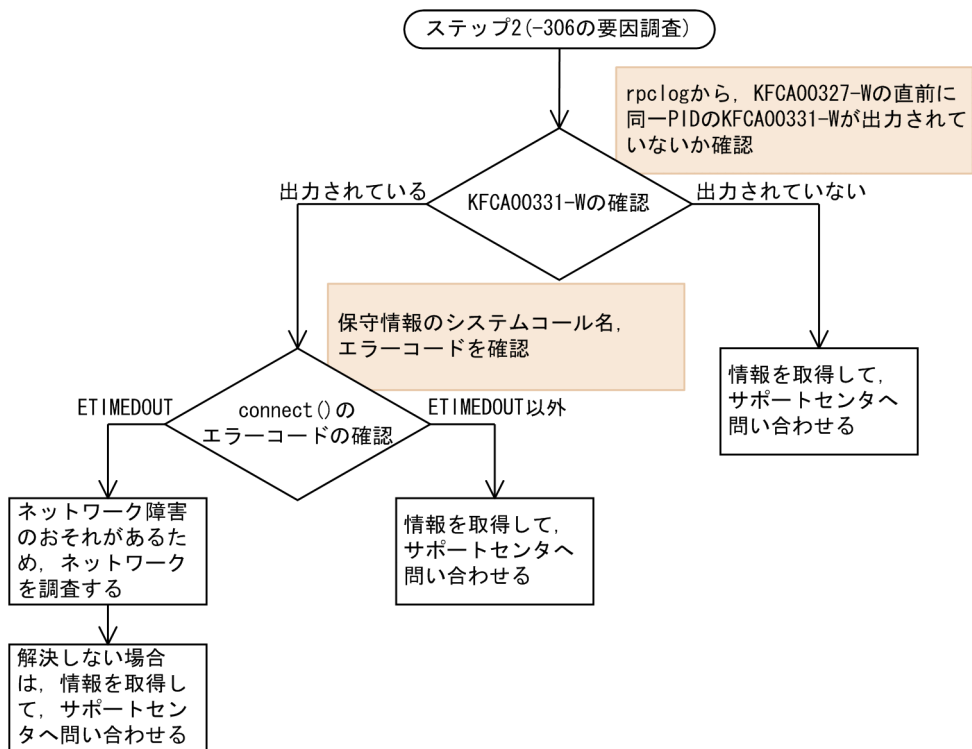 ステップ2(-306の要因調査)
rpclogから，KFCA00327-Wの直前に
同一PIDのKFCA00331-Wが出力されて
いないか確認
出力されている
KFCA00331-Wの確認
出力されていない
保守情報のシステムコール名，
エラーコードを確認
情報を取得して，
サポートセンタへ
問い合わせる
ETIMEDOUT
connect()の
エラーコードの確認
ETIMEDOUT以外
ネットワーク障害
のおそれがあるた
め，ネットワーク
を調査する
情報を取得して，
サポートセンタへ
問い合わせる
解決しない場合
は，情報を取得し
て，サポートセン
タへ問い合わせる